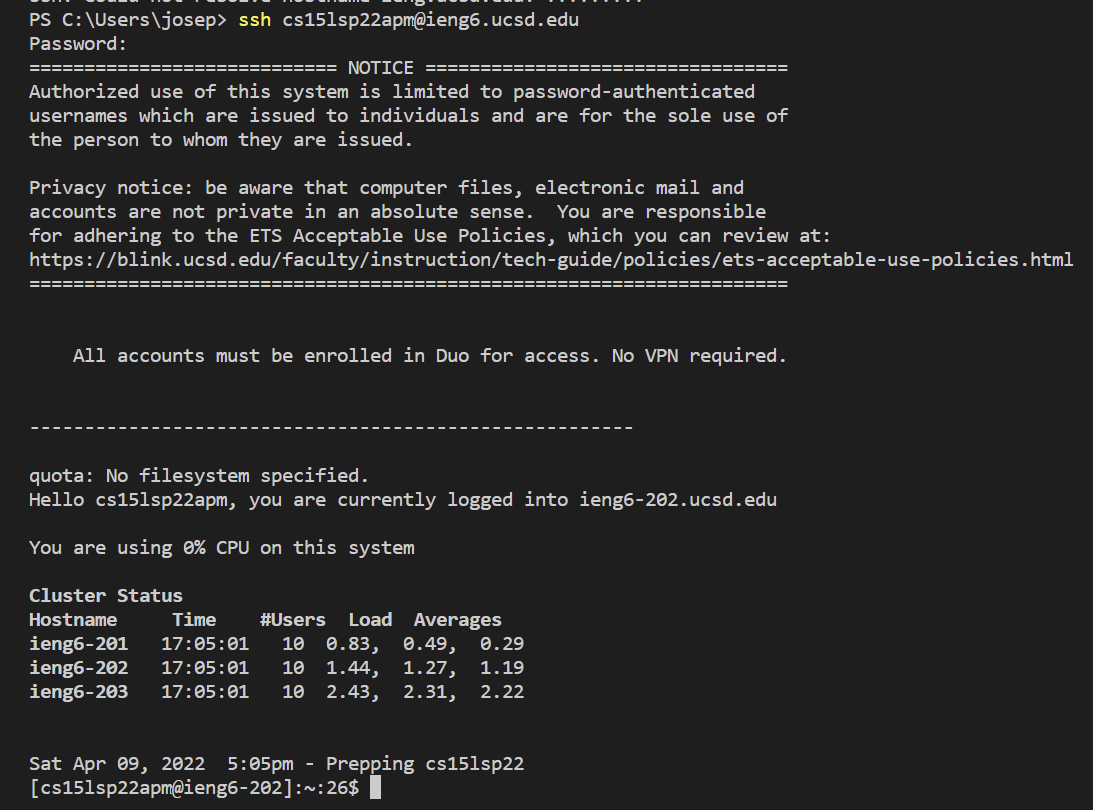 PS C:\Users\josep> ssh cs15lsp22apm@ieng6.ucsd.edu
Password:
============================ NOTICE =================================
Authorized use of this system is limited to password-authenticated
usernames which are issued to individuals and are for the sole use of
the person to whom they are issued.
Privacy notice: be aware that computer files, electronic mail and
accounts are not private in an absolute sense.  You are responsible
for adhering to the ETS Acceptable Use Policies, which you can review at:
https://blink.ucsd.edu/faculty/instruction/tech-guide/policies/ets-acceptable-use-policies.html
=====================================================================
All accounts must be enrolled in Duo for access. No VPN required.
-------------------------------------------------------
quota: No filesystem specified.
Hello cs15lsp22apm, you are currently logged into ieng6-202.ucsd.edu
You are using 0% CPU on this system
Cluster Status
Hostname     Time    #Users  Load  Averages
ieng6-201   17:05:01   10  0.83,  0.49,  0.29
ieng6-202   17:05:01   10  1.44,  1.27,  1.19
ieng6-203   17:05:01   10  2.43,  2.31,  2.22
Sat Apr 09, 2022  5:05pm - Prepping cs15lsp22
[cs15lsp22apm@ieng6-202]:~:26$